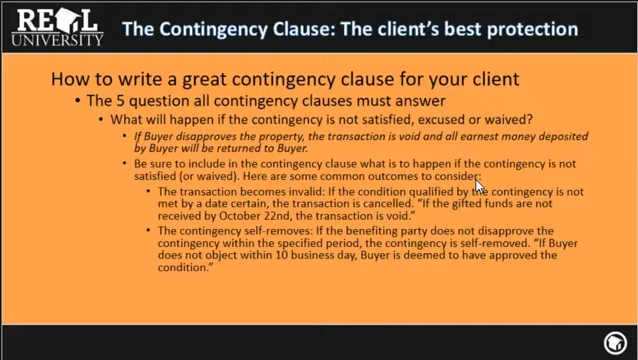 REAL
UNIVERSITY
The Contingency Clause: The client's best protection
How to write a great contingency clause for your client
• The 5 question all contingency clauses must answer
• What will happen if the contingency is not satisfied, excused or waived?
• If Buyer disapproves the property, the transaction is void and all earnest money deposited
by Buyer will be returned to Buyer.
• Be sure to include in the contingency clause what is to happen if the contingency is not
satisfied (or waived). Here are some common outcomes to consider:
• The transaction becomes invalid: If the condition qualified by the contingency is not
met by a date certain, the transaction is cancelled. "If the gifted funds are not
received by October 22nd, the transaction is void."
• The contingency self-removes: If the benefiting party does not disapprove the
contingency within the specified period, the contingency is self-removed. "If Buyer
does not object within 10 business day, Buyer is deemed to have approved the
condition."